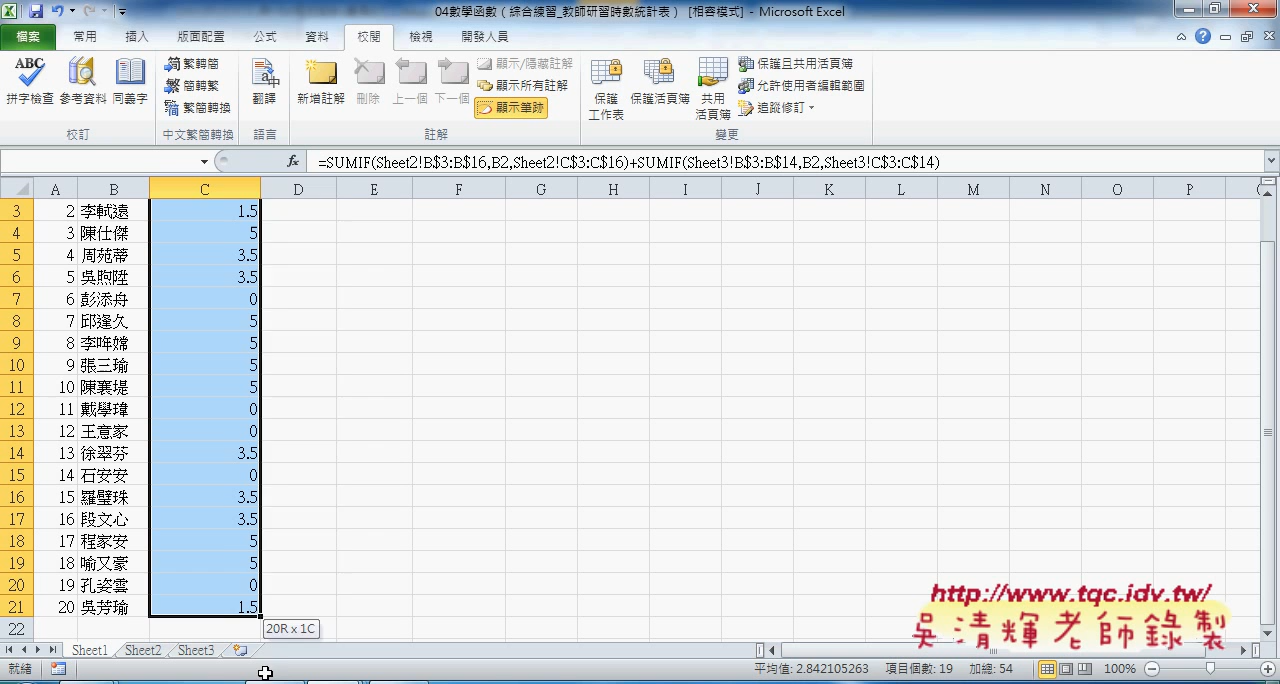 04數學函數 ( 綜合練習_教師研習時數統計表 ) [相容模式] - Microsoft Excel
檔案 常用 插入 版面配置 公式 資料 校閱 檢視 開發人員
拼字檢查 參考資料 同義字
校訂
繁轉簡
簡轉繁
繁簡轉換
中文繁簡轉換
翻譯
語言
新增註解 刪除 上一個 下一個
顯示/隱藏註解
顯示所有註解
顯示筆跡
註解
保護工作表 保護活頁簿 共用活頁簿
保護且共用活頁簿
允許使用者編輯範圍
追蹤修訂
變更
fx =SUMIF(Sheet2!B$3:B$16,B2,Sheet2!C$3:C$16)+SUMIF(Sheet3!B$3:B$14,B2,Sheet3!C$3:C$14)
A B C D E F G H I J K L M N O P
3 2 李軾遠 1.5
4 3 陳仕傑 5
5 4 周苑蒂 3.5
6 5 吳煦陞 3.5
7 6 彭添舟 0
8 7 邱逢久 5
9 8 李哖嫦 5
10 9 張三瑜 5
11 10 陳襄堤 5
12 11 戴學瑋 0
13 12 王意家 0
14 13 徐翠芬 3.5
15 14 石安安 0
16 15 羅璧珠 3.5
17 16 段文心 3.5
18 17 程家安 5
19 18 喻又豪 5
20 19 孔姿雲 0
21 20 吳芳瑜 1.5
22
20R x 1C
http://www.tqc.idv.tw/
吳清輝老師錄製
Sheet1 Sheet2 Sheet3
就緒 平均值: 2.842105263 項目個數: 19 加總: 54 100%